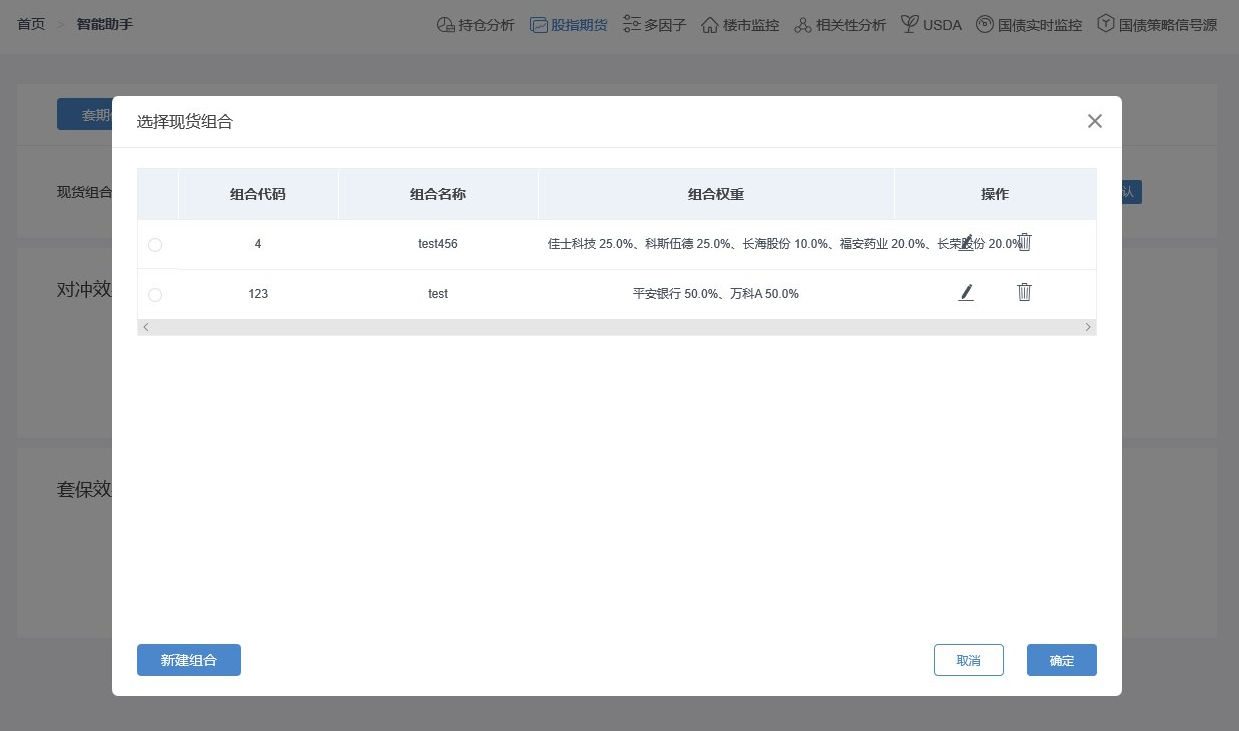 首页 > 智能助手 持仓分析 股指期货 多因子 楼市监控 相关性分析 USDA 国债实时监控 国债策略信号源
套期
选择现货组合
现货组合
认
组合代码 组合名称 组合权重 操作
4 test456 佳士科技 25.0%、科斯伍德 25.0%、长海股份 10.0%、福安药业 20.0%、长荣股份 20.0%
123 test 平安银行 50.0%、万科A 50.0%
对冲效
套保效
新建组合 取消 确定